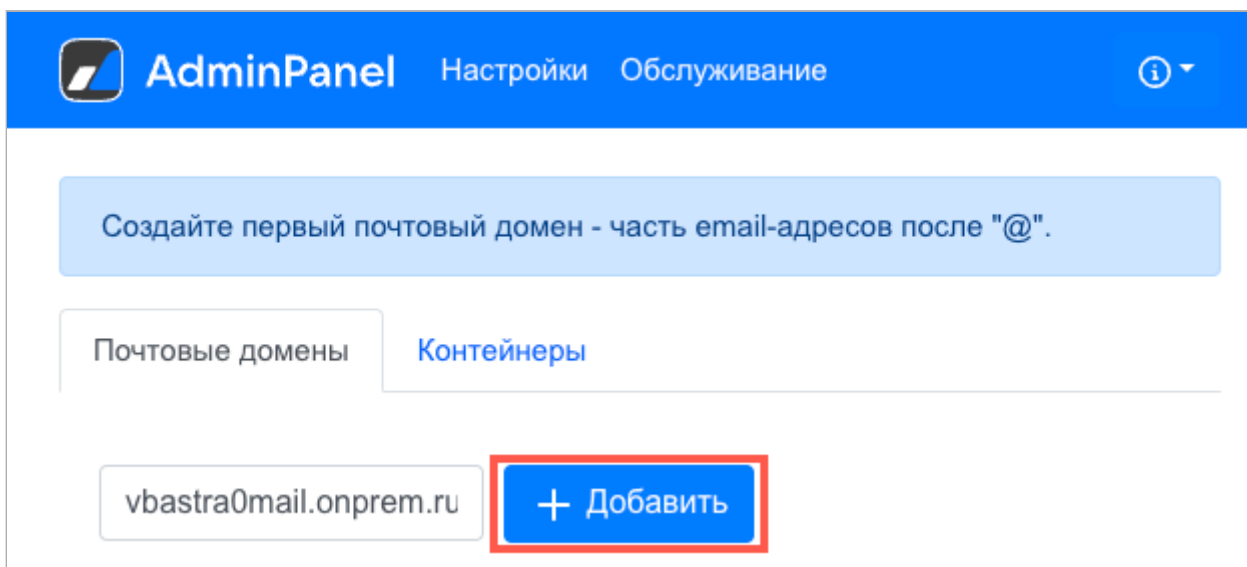 AdminPanel Настройки Обслуживание
Создайте первый почтовый домен - часть email-адресов после "@".
Почтовые домены Контейнеры
vbastra0mail.onprem.ru + Добавить